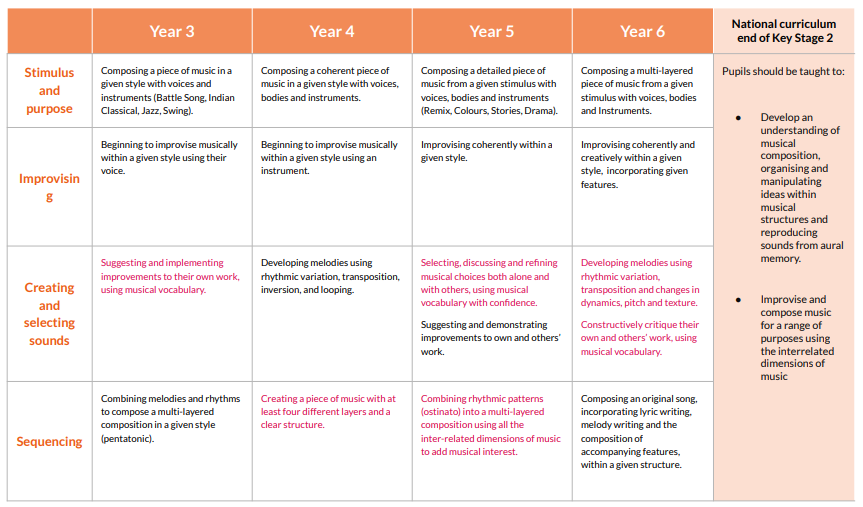 Year 3
Year 4
Year 5
Year 6
National curriculum
end of Key Stage 2
Stimulus
and
purpose
Composing a piece of music in a
given style with voices and
instruments (Battle Song, Indian
Classical, Jazz, Swing).
Composing a coherent piece of
music in a given style with voices,
bodies and instruments.
Composing a detailed piece of
music from a given stimulus with
voices, bodies and instruments
(Remix, Colours, Stories, Drama).
Composing a multi-layered
piece of music from a given
stimulus with voices, bodies
and Instruments.
Pupils should be taught to:
● Develop an
understanding of
musical
composition,
organising and
manipulating
ideas within
musical
structures and
reproducing
sounds from aural
memory.
● Improvise and
compose music
for a range of
purposes using
the interrelated
dimensions of
music
Improvisin
g
Beginning to improvise musically
within a given style using their
voice.
Beginning to improvise musically
within a given style using an
instrument.
Improvising coherently within a
given style.
Improvising coherently and
creatively within a given
style, incorporating given
features.
Creating
and
selecting
sounds
Suggesting and implementing
improvements to their own work,
using musical vocabulary.
Developing melodies using
rhythmic variation, transposition,
inversion, and looping.
Selecting, discussing and refining
musical choices both alone and
with others, using musical
vocabulary with confidence.
Suggesting and demonstrating
improvements to own and others'
work.
Developing melodies using
rhythmic variation,
transposition and changes in
dynamics, pitch and texture.
Constructively critique their
own and others' work, using
musical vocabulary.
Sequencing
Combining melodies and rhythms
to compose a multi-layered
composition in a given style
(pentatonic).
Creating a piece of music with at
least four different layers and a
clear structure.
Combining rhythmic patterns
(ostinato) into a multi-layered
composition using all the
inter-related dimensions of music
to add musical interest.
Composing an original song,
incorporating lyric writing,
melody writing and the
composition of
accompanying features,
within a given structure.